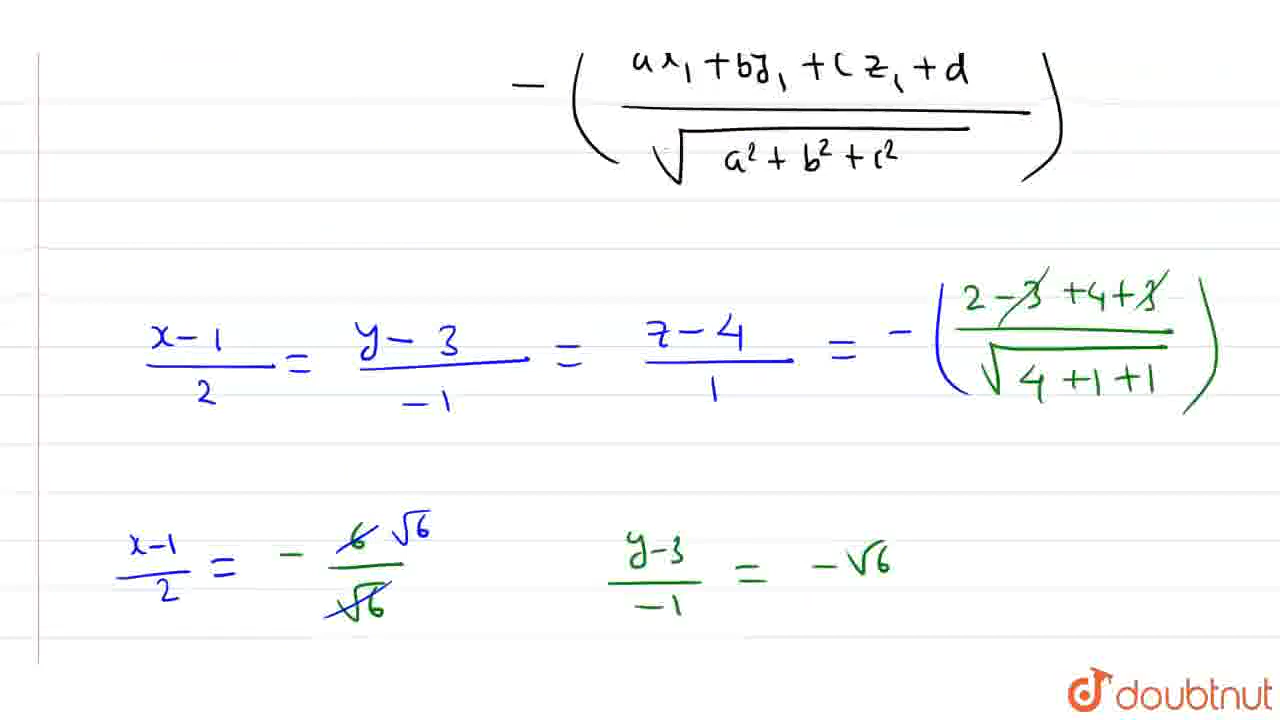 - ( (ax₁ + by₁ + cz₁ + d) / √(a² + b² + c²) )
(x - 1)/2 = (y - 3)/-1 = (z - 4)/1 = - ( (2 - 3 + 4 + 3) / √(4 + 1 + 1) )
(x-1)/2 = - 6/√6 √6 (y-3)/-1 = - √6
doubtnut